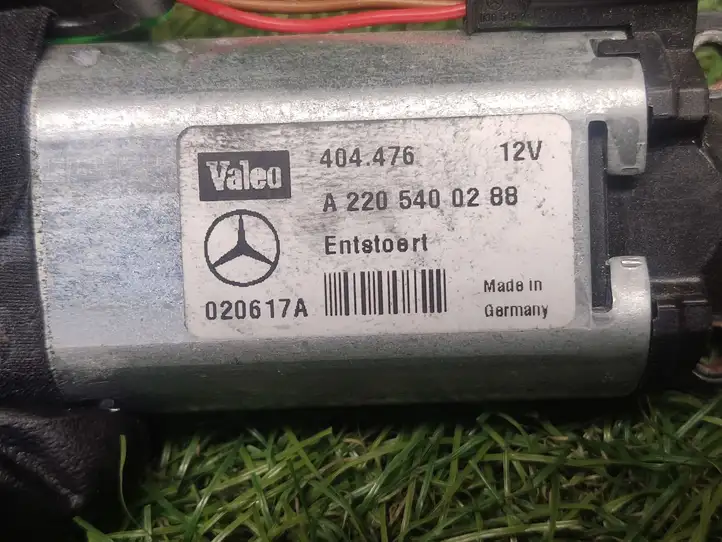 Valeo
404.476 12V
A 220 540 02 88
Entstoert
020617A
Made in
Germany